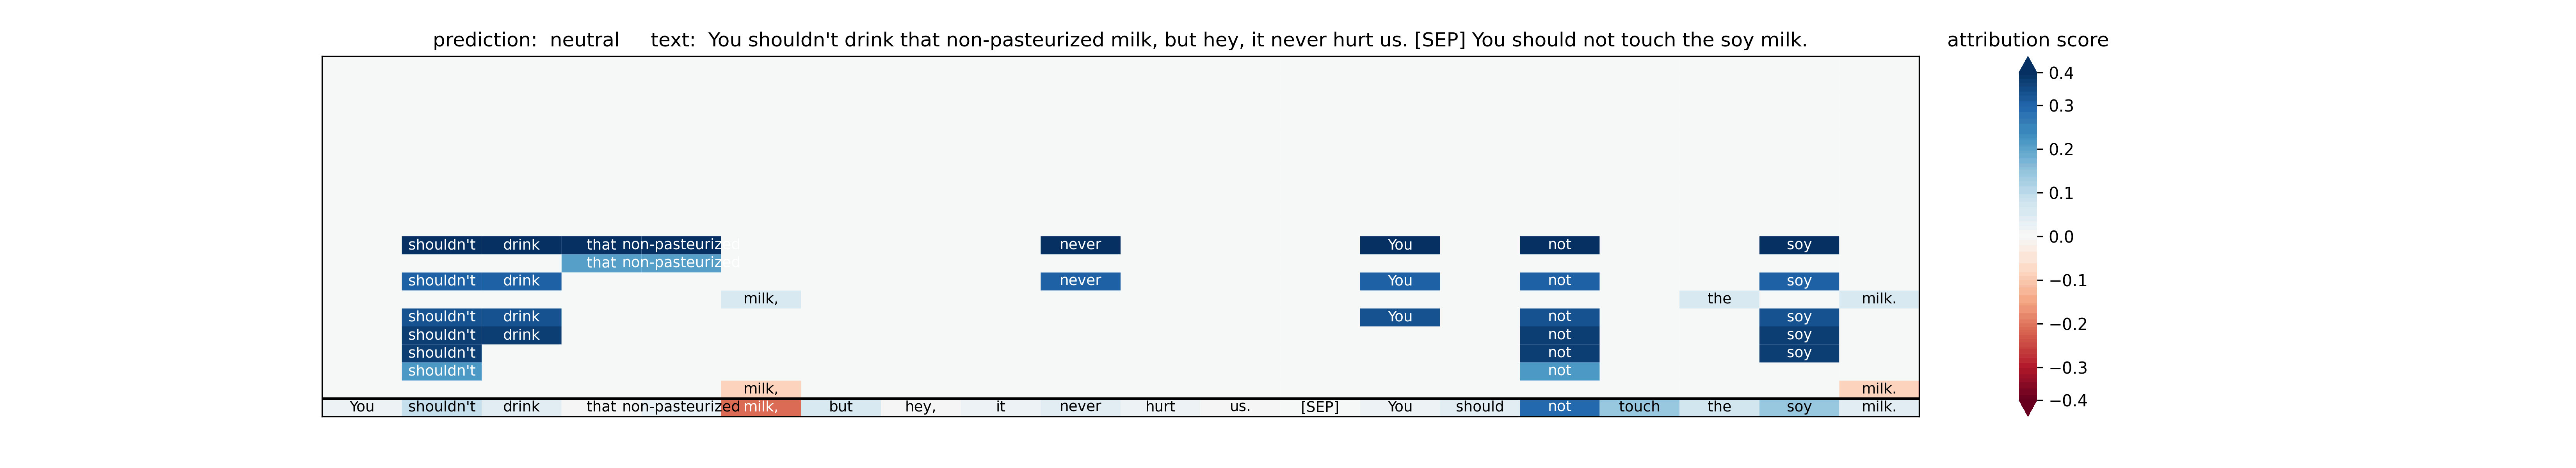 prediction:  neutral     text:  You shouldn't drink that non-pasteurized milk, but hey, it never hurt us. [SEP] You should not touch the soy milk.
attribution score
shouldn't drink that non-pasteurized never You not soy
that non-pasteurized
shouldn't drink never You not soy
milk, the milk.
shouldn't drink You not soy
shouldn't drink not soy
shouldn't not soy
shouldn't not
milk, milk.
You shouldn't drink that non-pasteurized milk, but hey, it never hurt us. [SEP] You should not touch the soy milk.
0.4
0.3
0.2
0.1
0.0
−0.1
−0.2
−0.3
−0.4